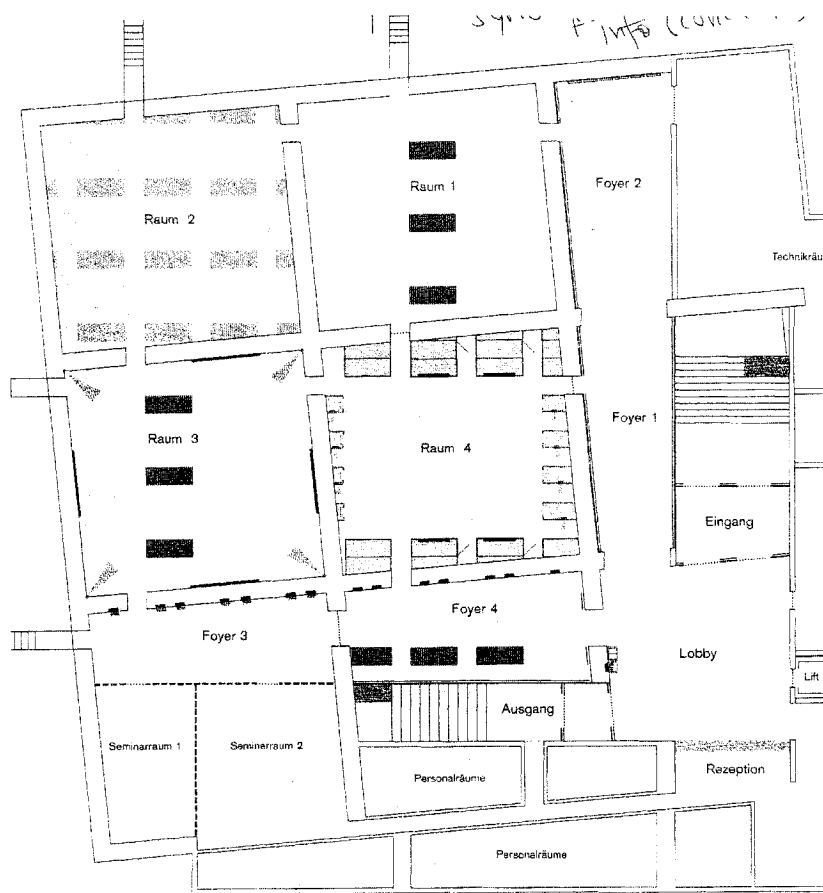 Info
Raum 1
Foyer 2
Raum 2
Raum 3
Raum 4
Foyer 1
Eingang
Foyer 3
Foyer 4
Lobby
Lift
Ausgang
Seminarraum 1
Seminarraum 2
Personalräume
Rezeption
Personalräume